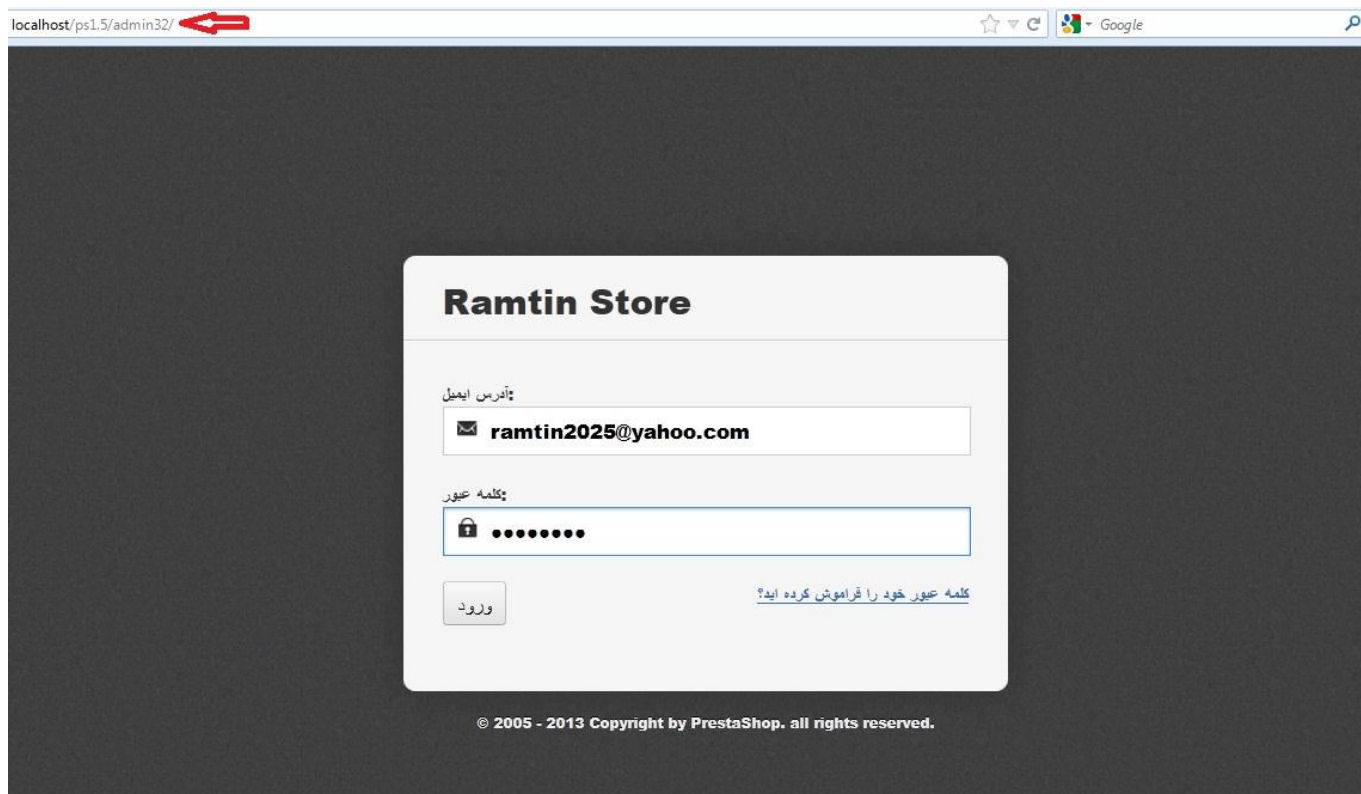 localhost/ps1.5/admin32/
Google
Ramtin Store
آدرس ایمیل:
ramtin2025@yahoo.com
کلمه عبور:
••••••••
ورود
کلمه عبور خود را فراموش کرده اید؟
© 2005 - 2013 Copyright by PrestaShop. all rights reserved.